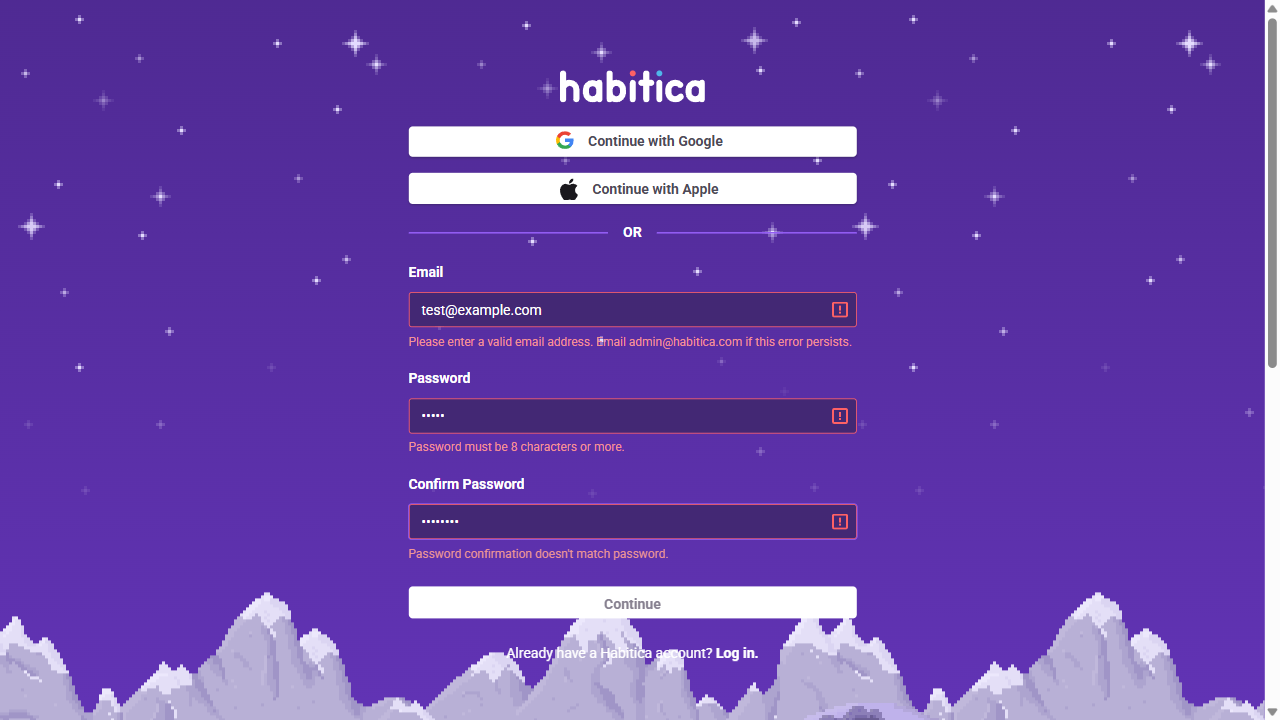 habitica
Continue with Google
Continue with Apple
OR
Email
test@example.com
Please enter a valid email address. Email admin@habitica.com if this error persists.
Password
•••••
Password must be 8 characters or more.
Confirm Password
••••••••
Password confirmation doesn't match password.
Continue
Already have a Habitica account? Log in.